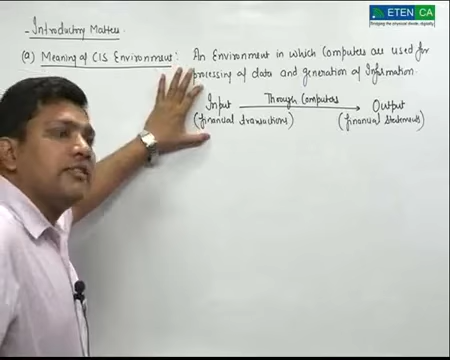 ETEN CA
Bridging the physical divide, digitally
- Introductory Matters
(a) Meaning of CIS Environment : An Environment in which Computers are used for
processing of data and generation of Information.
Input Through Computers Output
(financial transactions) (financial statements)